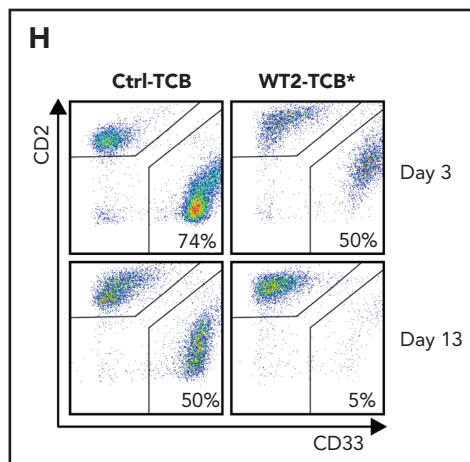 H
Ctrl-TCB WT2-TCB*
CD2
Day 3
74% 50%
Day 13
50% 5%
CD33